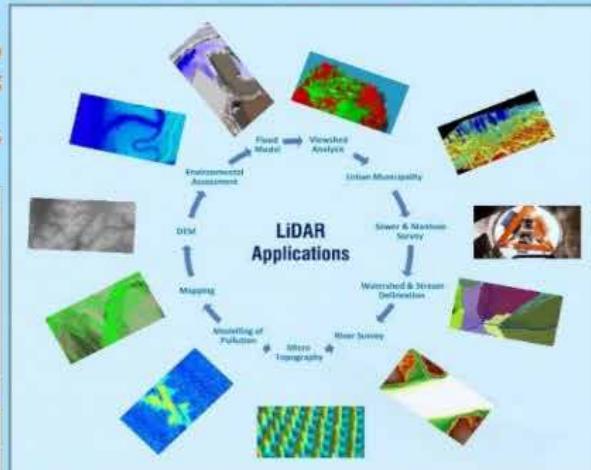 Flood
Model
Viewshed
Analysis
Urban Municipality
Sewer & Manhole
Survey
Watershed & Stream
Delineation
River Survey
Micro
Topography
Modelling of
Pollution
Mapping
DEM
Environmental
Assessment
LiDAR
Applications